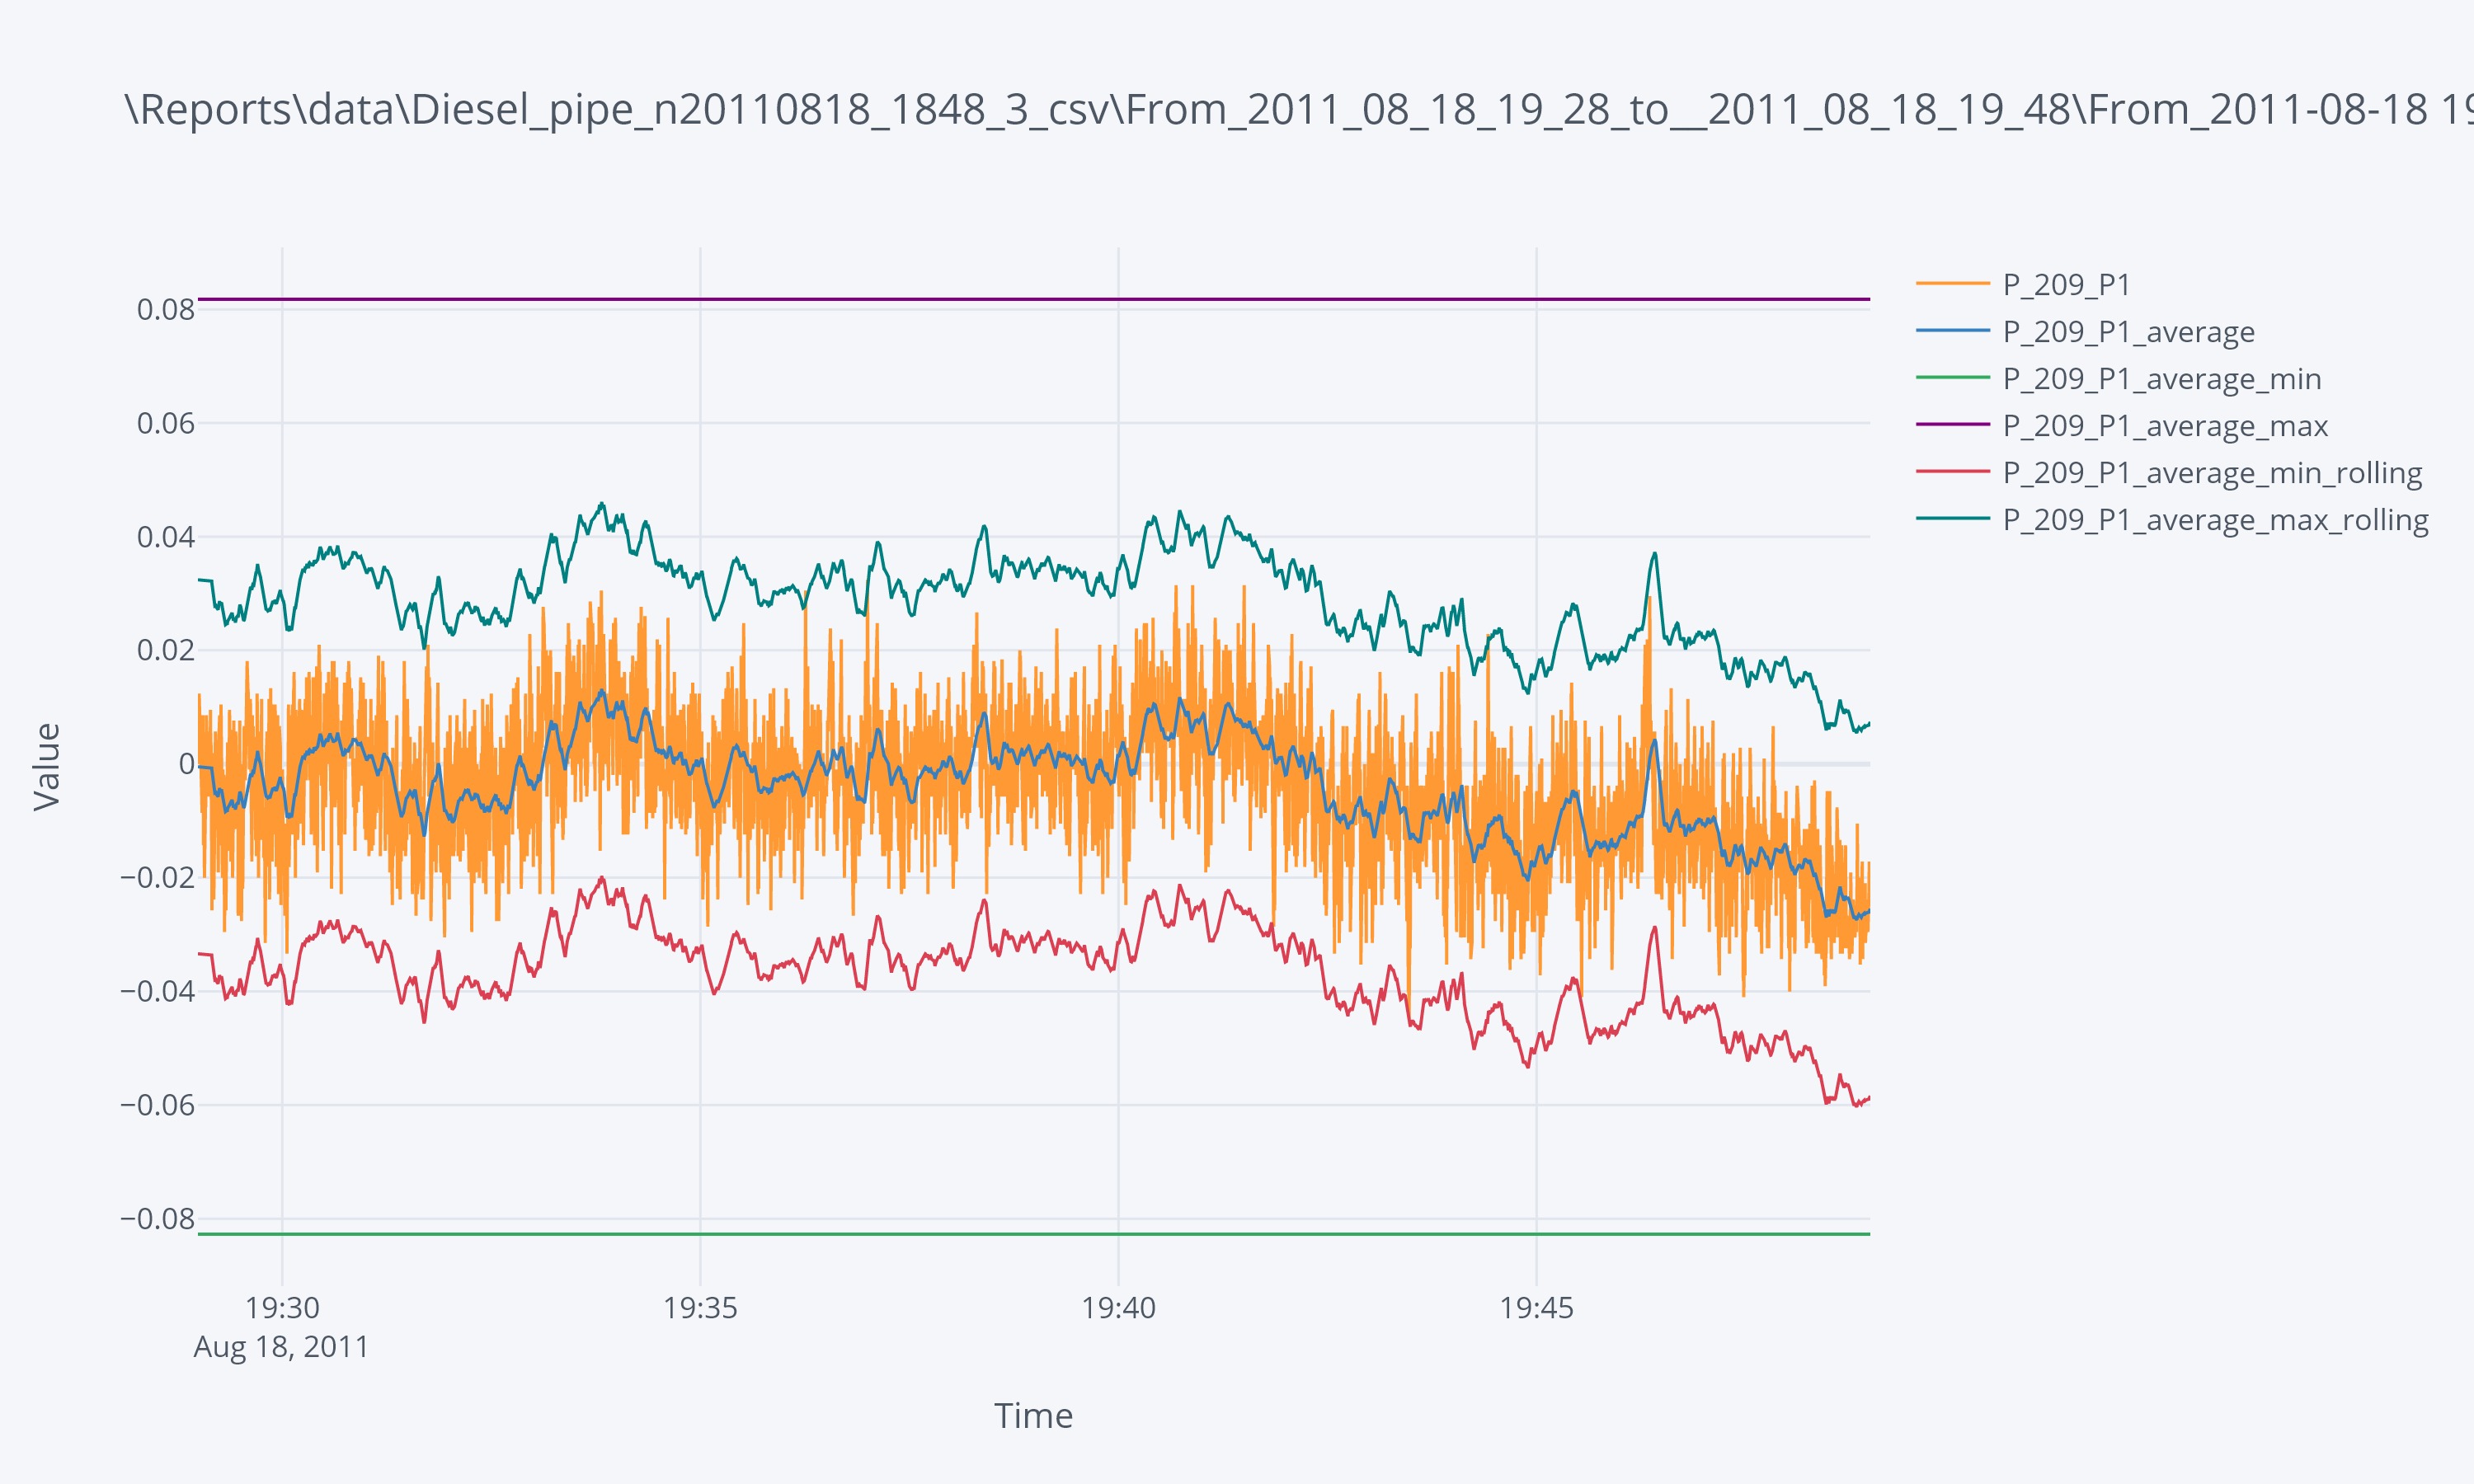 \Reports\data\Diesel_pipe_n20110818_1848_3_csv\From_2011_08_18_19_28_to__2011_08_18_19_48\From_2011-08-18 19
P_209_P1
P_209_P1_average
P_209_P1_average_min
P_209_P1_average_max
P_209_P1_average_min_rolling
P_209_P1_average_max_rolling
0.08
0.06
0.04
0.02
0
−0.02
−0.04
−0.06
−0.08
Value
19:30
Aug 18, 2011
19:35
19:40
19:45
Time